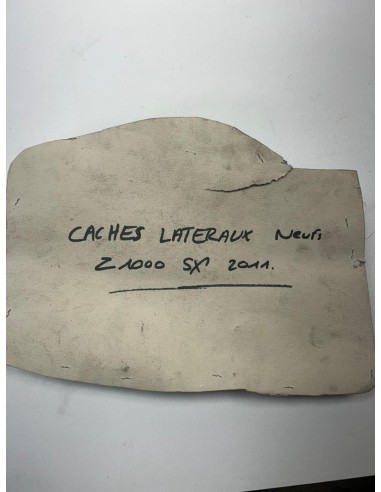 CACHES LATERAUX Neufs
Z1000 SX 2011.